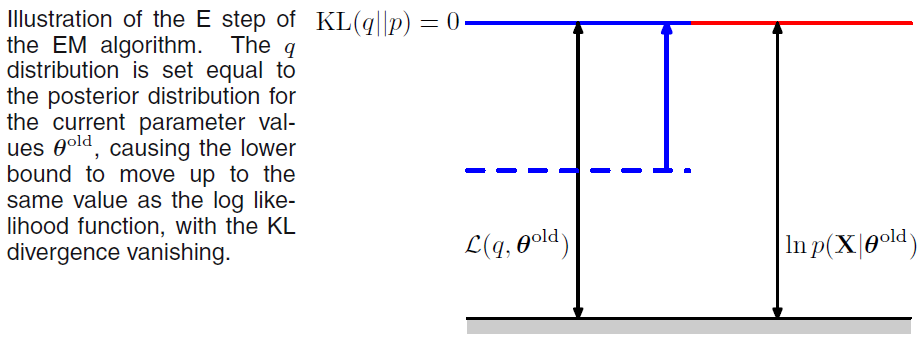 Illustration of the E step of
the EM algorithm. The q
distribution is set equal to
the posterior distribution for
the current parameter val-
ues θ^old, causing the lower
bound to move up to the
same value as the log like-
lihood function, with the KL
divergence vanishing.
KL(q||p) = 0
L(q, θ^old)
ln p(X|θ^old)